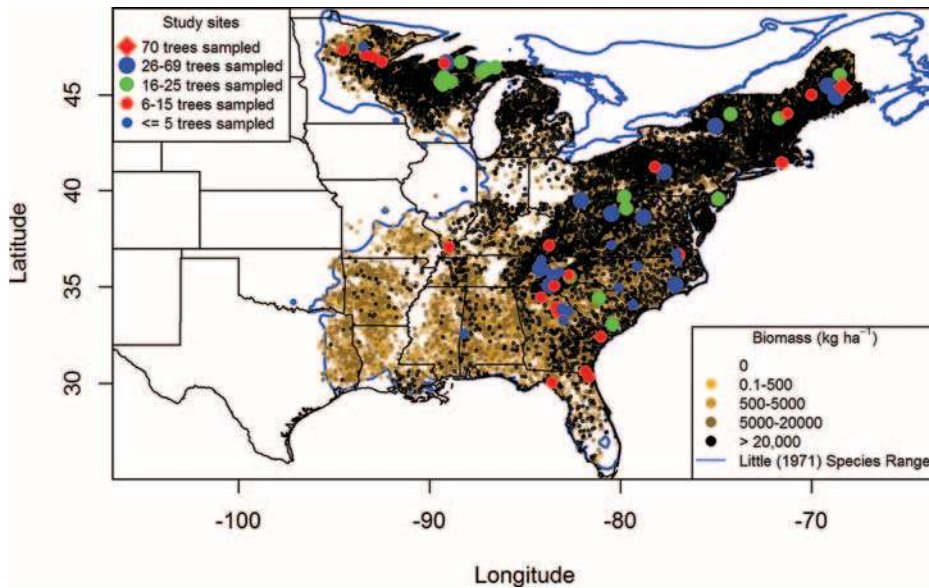 Study sites
70 trees sampled
26-69 trees sampled
16-25 trees sampled
6-15 trees sampled
<= 5 trees sampled
45
40
35
30
Latitude
Biomass (kg ha⁻¹)
0
0.1-500
500-5000
5000-20000
> 20,000
Little (1971) Species Range
-100
-90
-80
-70
Longitude